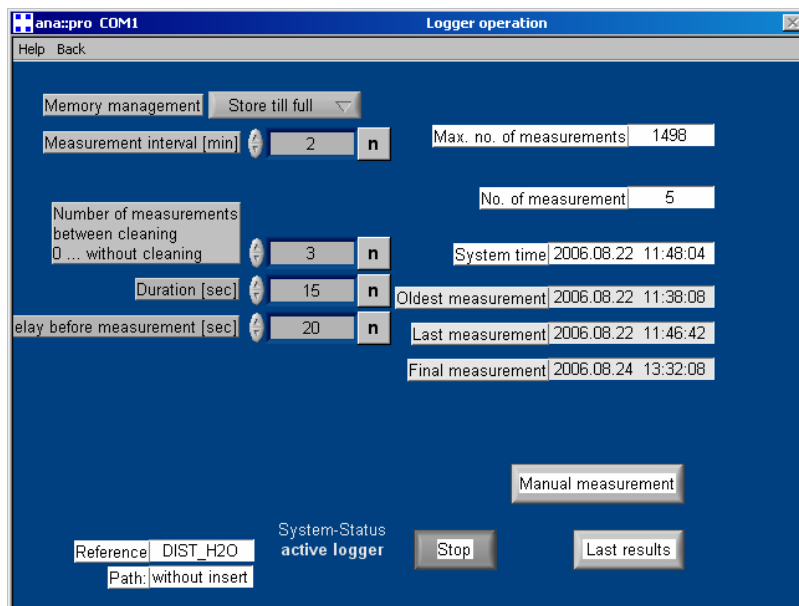 ana::pro COM1 Logger operation
Help Back
Memory management Store till full
Measurement interval [min] 2 n
Max. no. of measurements 1498
No. of measurement 5
Number of measurements
between cleaning
0 ... without cleaning 3 n
System time 2006.08.22 11:48:04
Duration [sec] 15 n
Oldest measurement 2006.08.22 11:38:08
elay before measurement [sec] 20 n
Last measurement 2006.08.22 11:46:42
Final measurement 2006.08.24 13:32:08
Manual measurement
System-Status
active logger
Reference DIST_H2O
Path: without insert
Stop
Last results